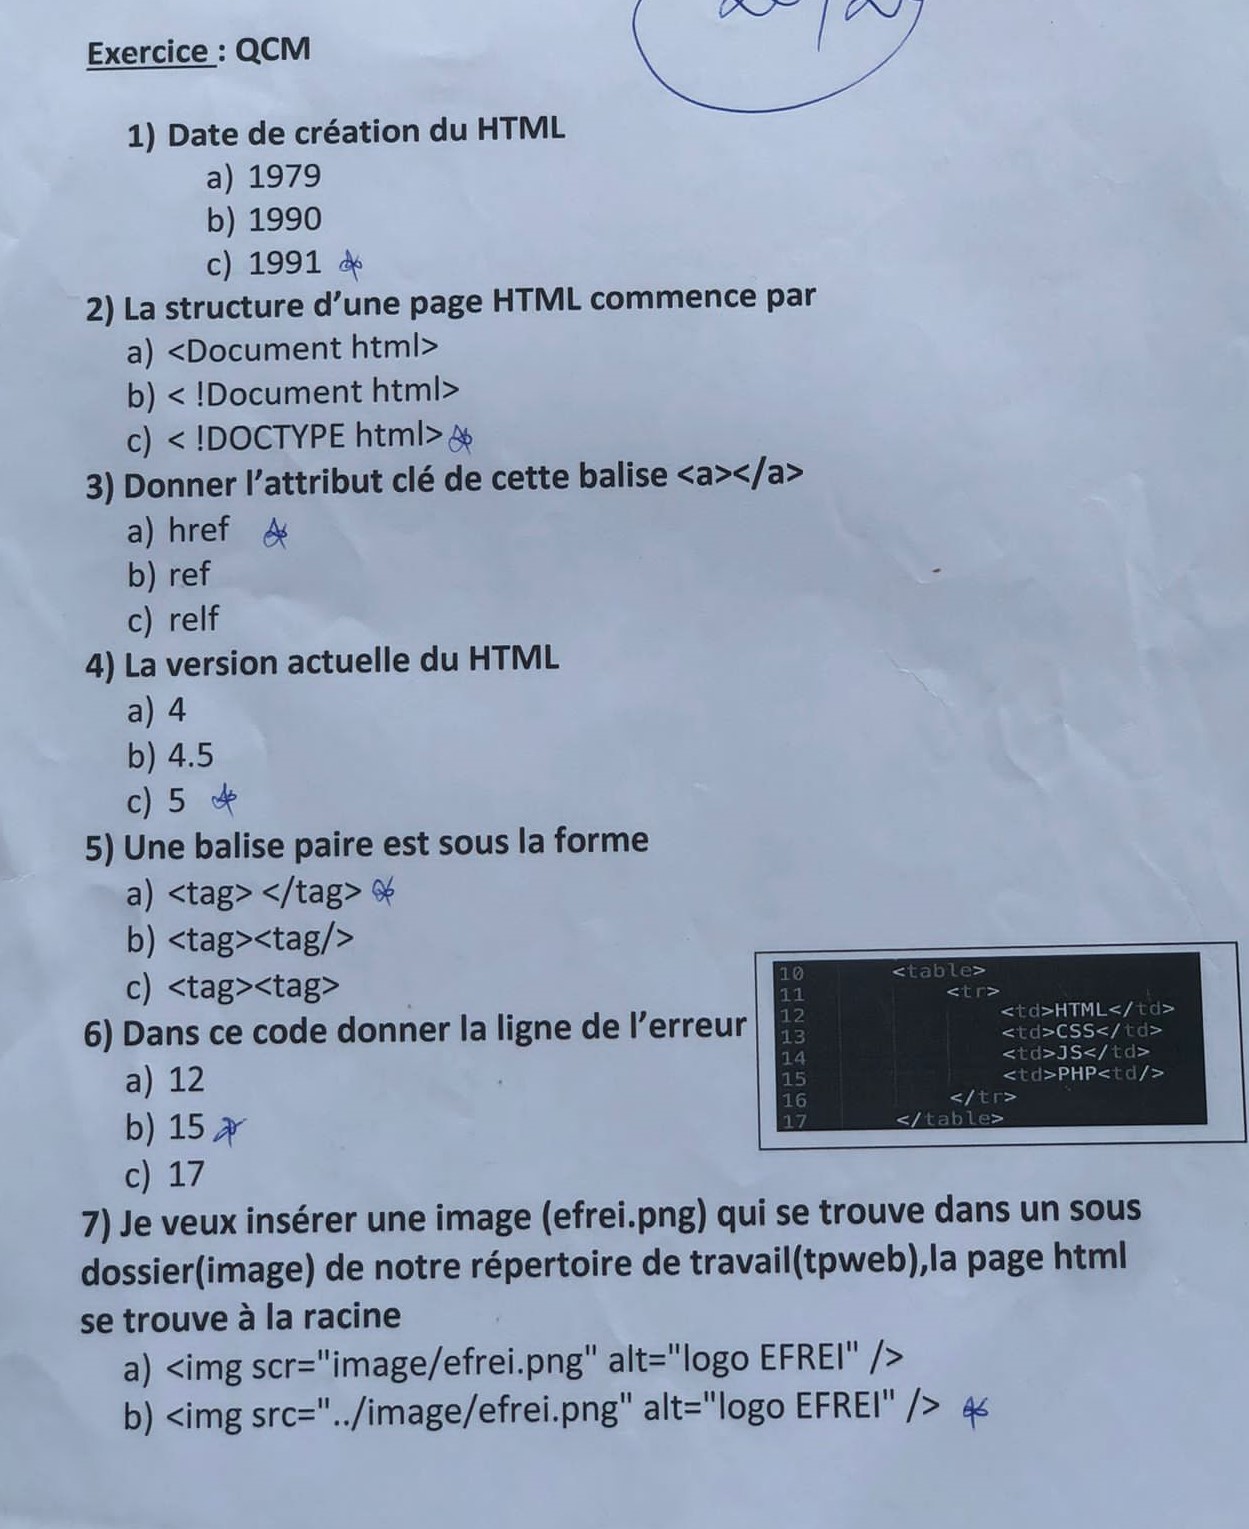 Exercice : QCM
1) Date de création du HTML
a) 1979
b) 1990
c) 1991
2) La structure d’une page HTML commence par
a) <Document html>
b) < !Document html>
c) < !DOCTYPE html>
3) Donner l’attribut clé de cette balise <a></a>
a) href
b) ref
c) relf
4) La version actuelle du HTML
a) 4
b) 4.5
c) 5
5) Une balise paire est sous la forme
a) <tag> </tag>
b) <tag><tag/>
c) <tag><tag>
6) Dans ce code donner la ligne de l’erreur
a) 12
b) 15
c) 17
10 <table>
11 <tr>
12 <td>HTML</td>
13 <td>CSS</td>
14 <td>JS</td>
15 <td>PHP<td/>
16 </tr>
17 </table>
7) Je veux insérer une image (efrei.png) qui se trouve dans un sous
dossier(image) de notre répertoire de travail(tpweb),la page html
se trouve à la racine
a) <img scr="image/efrei.png" alt="logo EFREI" />
b) <img src="../image/efrei.png" alt="logo EFREI" />